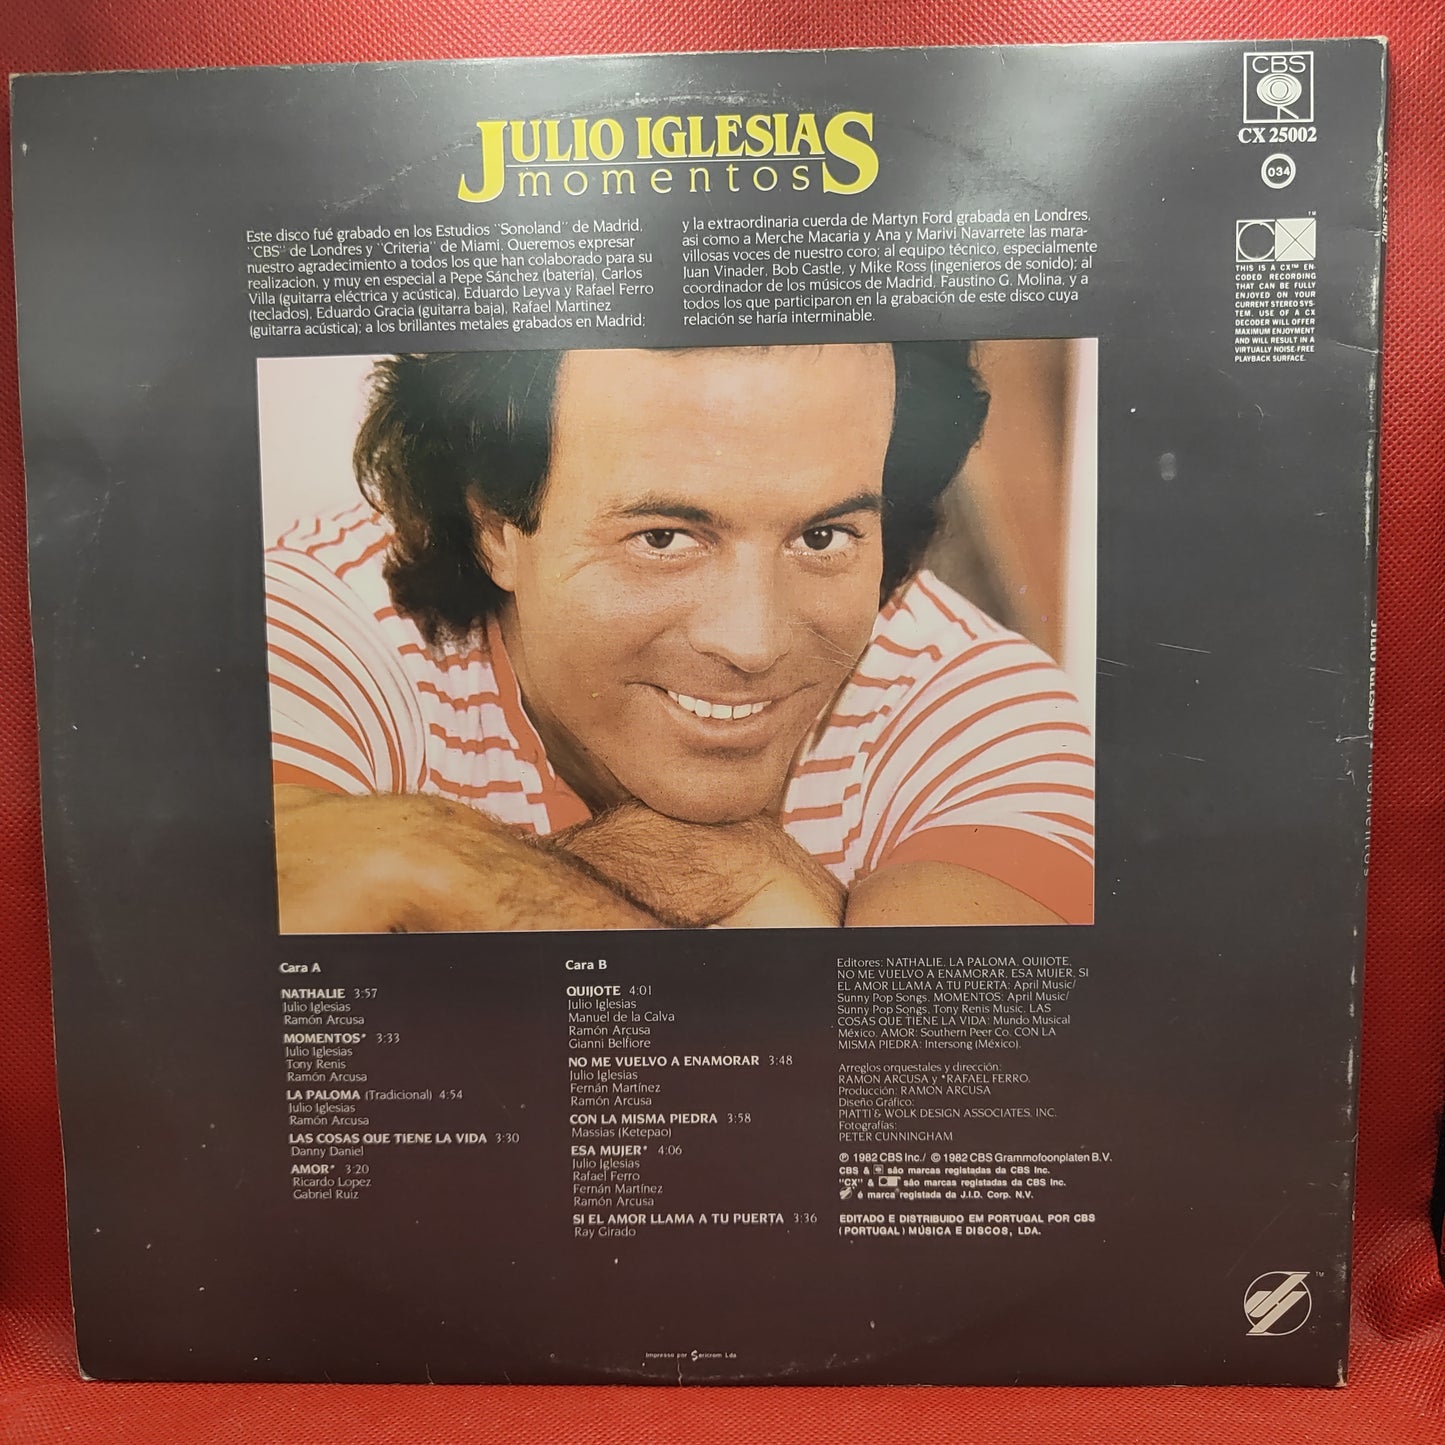 CBS
CX 25002
034
JULIO IGLESIAS
momentos
Este disco fué grabado en los Estudios "Sonoland" de Madrid,
"CBS" de Londres y "Criteria" de Miami. Queremos expresar
nuestro agradecimiento a todos los que han colaborado para su
realizacion, y muy en especial a Pepe Sánchez (batería), Carlos
Villa (guitarra eléctrica y acústica), Eduardo Leyva y Rafael Ferro
(teclados), Eduardo Gracia (guitarra baja), Rafael Martinez
(guitarra acústica); a los brillantes metales grabados en Madrid;
y la extraordinaria cuerda de Martyn Ford grabada en Londres,
asi como a Merche Macaria y Ana y Marivi Navarrete las mara-
villosas voces de nuestro coro; al equipo técnico, especialmente
Juan Vinader, Bob Castle, y Mike Ross (ingenieros de sonido); al
coordinador de los músicos de Madrid, Faustino G. Molina, y a
todos los que participaron en la grabación de este disco cuya
relación se haría interminable.
CX
TM
THIS IS A CX™ EN-
CODED RECORDING
THAT CAN BE FULLY
ENJOYED ON YOUR
CURRENT STEREO SYS-
TEM. USE OF A CX
DECODER WILL OFFER
MAXIMUM ENJOYMENT
AND WILL RESULT IN A
VIRTUALLY NOISE-FREE
PLAYBACK SURFACE.
CBS CX 25002
JULIO IGLESIAS momentos
Cara A
NATHALIE 3:57
Julio Iglesias
Ramón Arcusa
MOMENTOS* 3:33
Julio Iglesias
Tony Renis
Ramón Arcusa
LA PALOMA (Tradicional) 4:54
Julio Iglesias
Ramón Arcusa
LAS COSAS QUE TIENE LA VIDA 3:30
Danny Daniel
AMOR* 3:20
Ricardo Lopez
Gabriel Ruiz
Cara B
QUIJOTE 4:01
Julio Iglesias
Manuel de la Calva
Ramón Arcusa
Gianni Belfiore
NO ME VUELVO A ENAMORAR 3:48
Julio Iglesias
Fernán Martínez
Ramón Arcusa
CON LA MISMA PIEDRA 3:58
Massias (Ketepao)
ESA MUJER* 4:06
Julio Iglesias
Rafael Ferro
Fernán Martínez
Ramón Arcusa
SI EL AMOR LLAMA A TU PUERTA 3:36
Ray Girado
Editores: NATHALIE, LA PALOMA, QUIJOTE,
NO ME VUELVO A ENAMORAR, ESA MUJER, SI
EL AMOR LLAMA A TU PUERTA: April Music/
Sunny Pop Songs. MOMENTOS: April Music/
Sunny Pop Songs, Tony Renis Music. LAS
COSAS QUE TIENE LA VIDA: Mundo Musical
México. AMOR: Southern Peer Co. CON LA
MISMA PIEDRA: Intersong (México).
Arreglos orquestales y dirección:
RAMON ARCUSA y *RAFAEL FERRO.
Producción: RAMON ARCUSA
Diseño Gráfico:
PIATTI & WOLK DESIGN ASSOCIATES, INC.
Fotografías:
PETER CUNNINGHAM
℗ 1982 CBS Inc./ © 1982 CBS Grammofoonplaten B.V.
CBS & são marcas registadas da CBS Inc.
"CX" & são marcas registadas da CBS Inc.
é marca registada da J.I.D. Corp. N.V.
EDITADO E DISTRIBUIDO EM PORTUGAL POR CBS
(PORTUGAL) MÚSICA E DISCOS, LDA.
TM
Impresso por Sericrom Lda